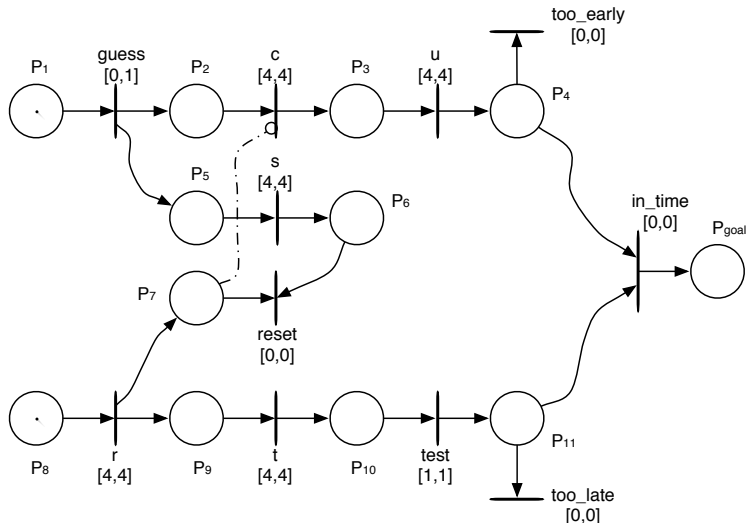 too_early
[0,0]
guess
[0,1]
c
[4,4]
u
[4,4]
P1
P2
P3
P4
s
[4,4]
P5
P6
in_time
[0,0]
Pgoal
P7
reset
[0,0]
P8
r
[4,4]
P9
t
[4,4]
P10
test
[1,1]
P11
too_late
[0,0]